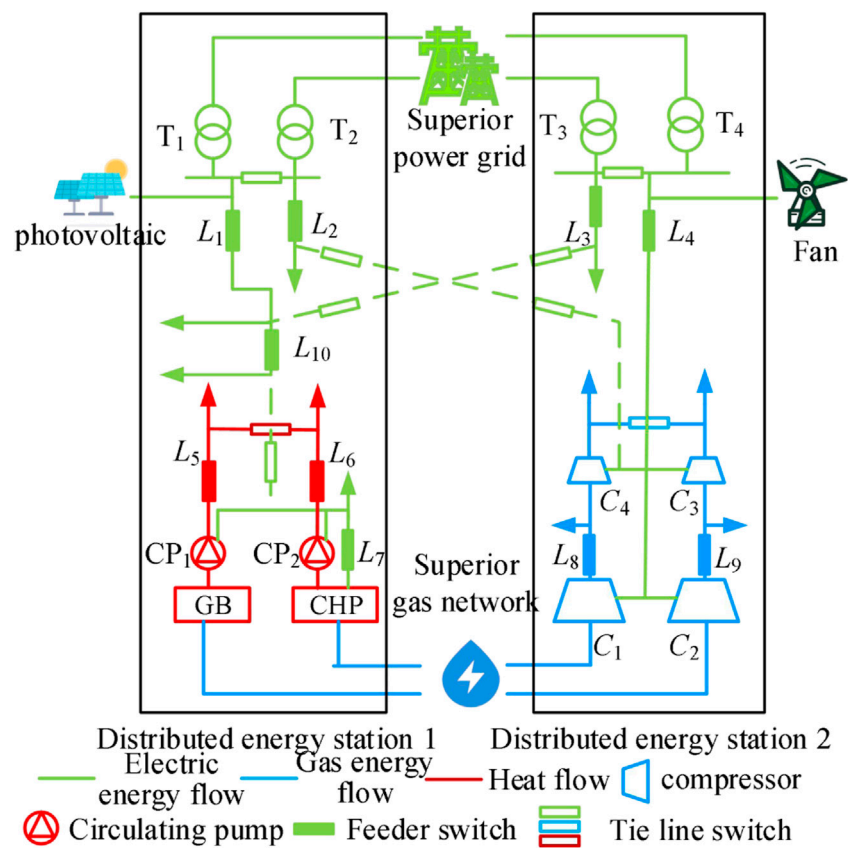 T1
T2
Superior
power grid
T3
T4
photovoltaic
L1
L2
L3
L4
Fan
L10
L5
L6
C4
C3
CP1
CP2
L7
Superior
gas network
L8
L9
GB
CHP
C1
C2
Distributed energy station 1
Distributed energy station 2
Electric
energy flow
Gas energy
flow
Heat flow
compressor
Circulating pump
Feeder switch
Tie line switch